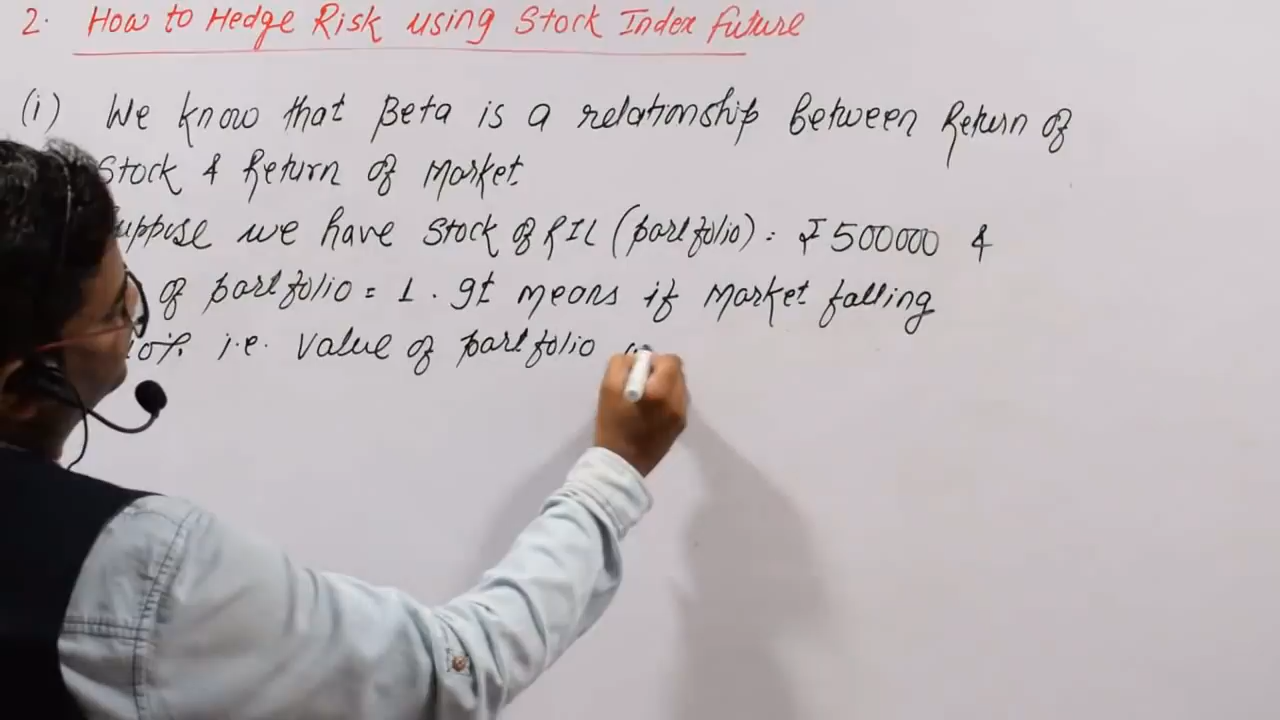 2. How to Hedge Risk using Stock Index future
(i) We know that Beta is a relationship between Return of
Stock & Return of Market.
uppose we have Stock of RIL (portfolio) = ₹500000 &
of portfolio = 1. It means if Market falling
10% i.e. value of portfolio